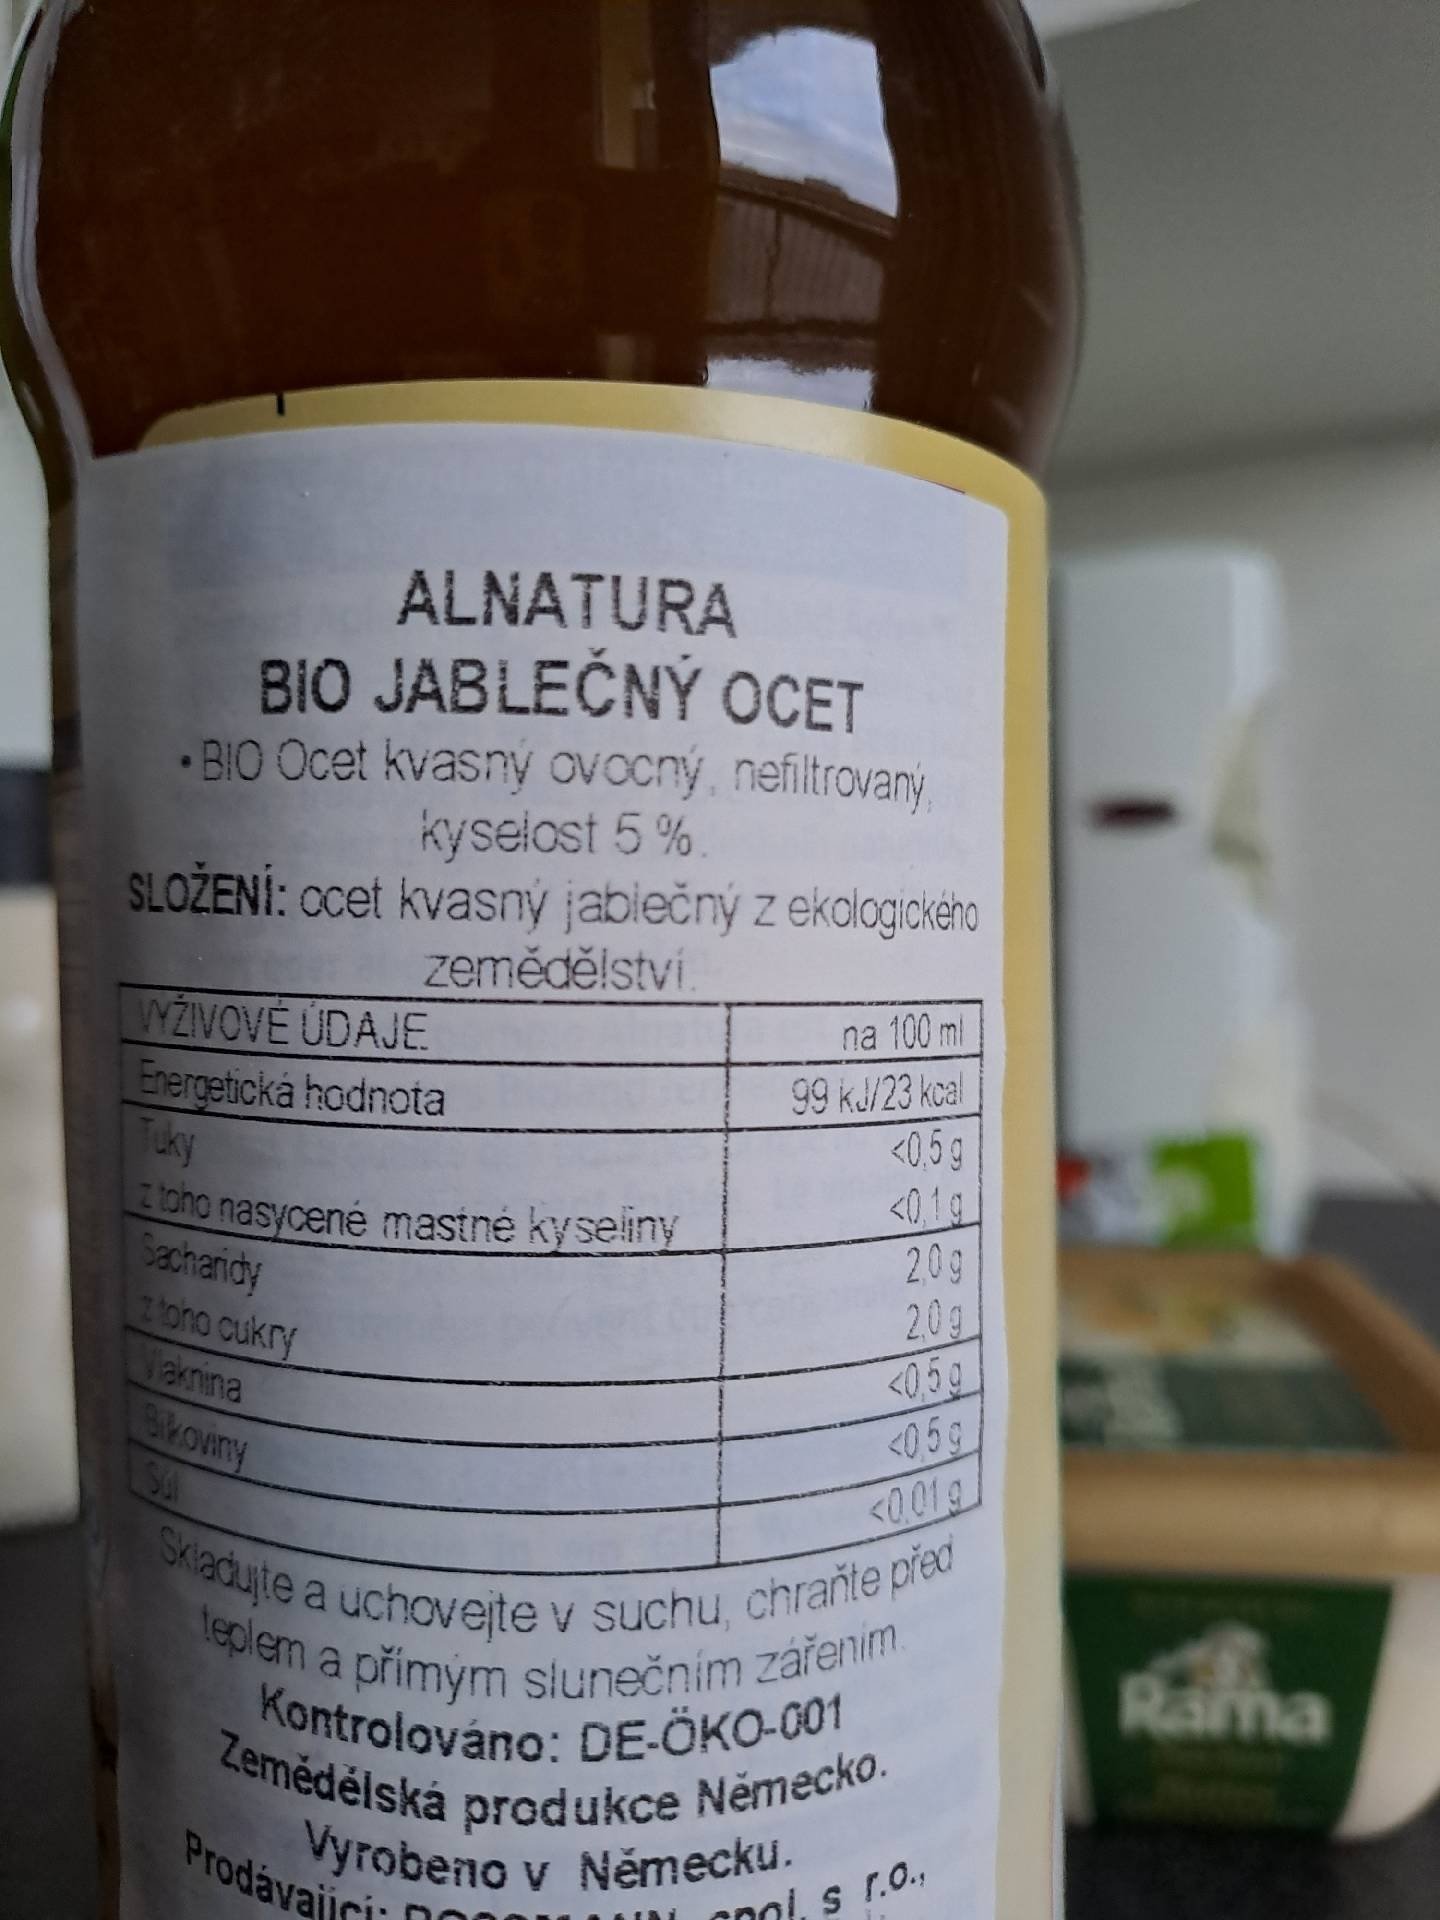 ALNATURA
BIO JABLEČNÝ OCET
• BIO Ocet kvasný ovocný, nefiltrovaný,
kyselost 5 %.
SLOŽENÍ: ocet kvasný jablečný z ekologického
zemědělství.
VÝŽIVOVÉ ÚDAJE na 100 ml
Energetická hodnota 99 kJ/23 kcal
Tuky <0,5 g
z toho nasycené mastné kyseliny <0,1 g
Sacharidy 2,0 g
z toho cukry 2,0 g
Vláknina <0,5 g
Bílkoviny <0,5 g
Sůl <0,01 g
Skladujte a uchovejte v suchu, chraňte před
teplem a přímým slunečním zářením.
Kontrolováno: DE-ÖKO-001
Zemědělská produkce Německo.
Vyrobeno v Německu.
Prodávající: ROSSMANN, spol. s r.o.,
Rama